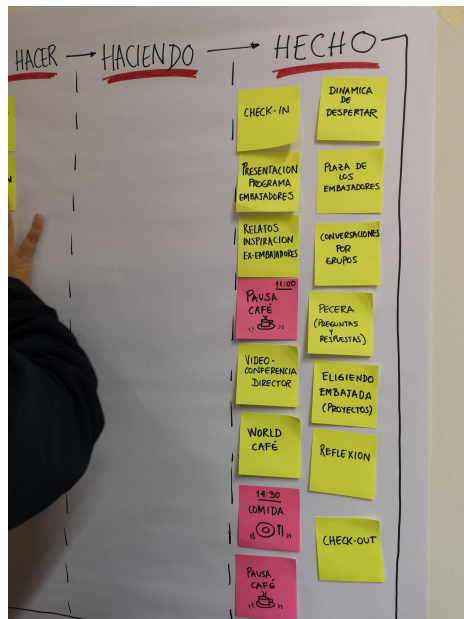 HACER → HACIENDO → HECHO
N
CHECK-IN
PRESENTACION
PROGRAMA
EMBAJADORES
RELATOS
INSPIRACION
EX-EMBAJADORES
11:00
PAUSA
CAFÉ
VIDEO-
CONFERENCIA
DIRECTOR
WORLD
CAFÉ
14:30
COMIDA
PAUSA
CAFÉ
DINAMICA
DE
DESPERTAR
PLAZA DE
LOS
EMBAJADORES
CONVERSACIONES
POR
GRUPOS
PECERA
(PREGUNTAS
Y
RESPUESTAS)
ELIGIENDO
EMBAJADA
(PROYECTOS)
REFLEXION
CHECK-OUT